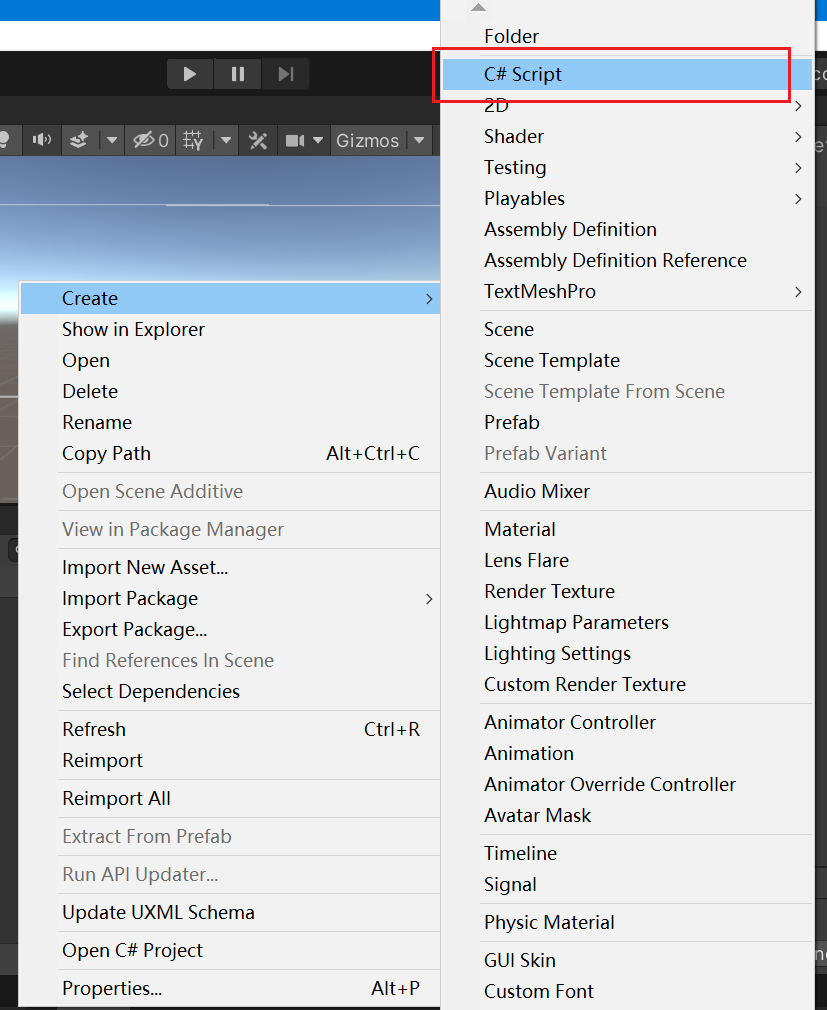 Folder
C# Script
2D
Shader
Testing
Playables
Assembly Definition
Assembly Definition Reference
TextMeshPro
Scene
Scene Template
Scene Template From Scene
Prefab
Prefab Variant
Audio Mixer
Material
Lens Flare
Render Texture
Lightmap Parameters
Lighting Settings
Custom Render Texture
Animator Controller
Animation
Animator Override Controller
Avatar Mask
Timeline
Signal
Physic Material
GUI Skin
Custom Font
0
Gizmos
Create
Show in Explorer
Open
Delete
Rename
Copy Path Alt+Ctrl+C
Open Scene Additive
View in Package Manager
Import New Asset...
Import Package
Export Package...
Find References In Scene
Select Dependencies
Refresh Ctrl+R
Reimport
Reimport All
Extract From Prefab
Run API Updater...
Update UXML Schema
Open C# Project
Properties... Alt+P